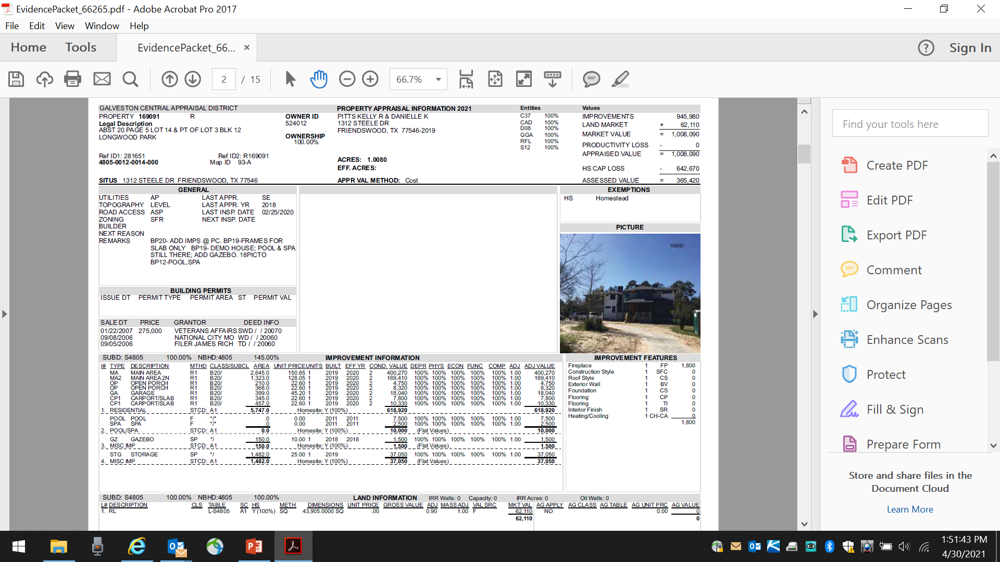 EvidencePacket_66265.pdf - Adobe Acrobat Pro 2017
File Edit View Window Help
Home Tools EvidencePacket_66... × ? Sign In
2 / 15 66.7%
GALVESTON CENTRAL APPRAISAL DISTRICT PROPERTY APPRAISAL INFORMATION 2021 Entities Values
PROPERTY 169091 R OWNER ID PITTS KELLY R & DANIELLE K C37 100% IMPROVEMENTS 945,980
Legal Description 524012 1312 STEELE DR CAD 100% LAND MARKET + 62,110
ABST 20 PAGE 5 LOT 14 & PT OF LOT 3 BLK 12 FRIENDSWOOD, TX 77546-2019 D08 100%
LONGWOOD PARK OWNERSHIP GGA 100% MARKET VALUE = 1,008,090
100.00% RFL 100% PRODUCTIVITY LOSS - 0
S12 100%
Ref ID1: 281651 Ref ID2: R169091 APPRAISED VALUE = 1,008,090
4805-0012-0014-000 Map ID 93-A ACRES: 1.0080
EFF. ACRES: HS CAP LOSS - 642,670
SITUS 1312 STEELE DR FRIENDSWOOD, TX 77546 APPR VAL METHOD: Cost ASSESSED VALUE = 365,420
GENERAL EXEMPTIONS
UTILITIES AP LAST APPR. SE HS Homestead
TOPOGRAPHY LEVEL LAST APPR. YR 2018
ROAD ACCESS ASP LAST INSP. DATE 02/25/2020
ZONING SFR NEXT INSP. DATE
BUILDER
NEXT REASON
REMARKS BP20- ADD IMPS @ PC. BP19-FRAMES FOR
SLAB ONLY BP19- DEMO HOUSE; POOL & SPA
STILL THERE; ADD GAZEBO. 18PICTO
BP12-POOL,SPA
PICTURE
169091
BUILDING PERMITS
ISSUE DT PERMIT TYPE PERMIT AREA ST PERMIT VAL
SALE DT PRICE GRANTOR DEED INFO
01/22/2007 275,000 VETERANS AFFAIRS SWD / / 20070
09/08/2006 NATIONAL CITY MO WD / / 20060
09/05/2006 FILER JAMES RICH TD / / 20060
SUBD: S4805 100.00% NBHD:4805 145.00% IMPROVEMENT INFORMATION IMPROVEMENT FEATURES
I# TYPE DESCRIPTION MTHD CLASS/SUBCL AREA UNIT PRICE UNITS BUILT EFF YR COND. VALUE DEPR PHYS ECON FUNC COMP ADJ ADJ VALUE
MA MAIN AREA R1 B20/ 2,645.0 150.65 1 2019 2020 2 400,270 100% 100% 100% 100% 100% 1.00 400,270
MA2 MAIN AREA 2N R1 B20/ 1,323.0 128.05 1 2019 2020 2 169,410 100% 100% 100% 100% 100% 1.00 169,410
OP OPEN PORCH R1 B20/ 210.0 22.60 1 2019 2020 2 4,750 100% 100% 100% 100% 100% 1.00 4,750
OP OPEN PORCH R1 B20/ 368.0 22.60 1 2019 2020 2 8,320 100% 100% 100% 100% 100% 1.00 8,320
GA GARAGE R1 B20/ 399.0 45.20 1 2019 2020 2 18,040 100% 100% 100% 100% 100% 1.00 18,040
CP1 CARPORT/SLAB R1 B20/ 345.0 22.60 1 2019 2020 2 7,800 100% 100% 100% 100% 100% 1.00 7,800
CP1 CARPORT/SLAB R1 B20/ 457.0 22.60 1 2019 2020 2 10,330 100% 100% 100% 100% 100% 1.00 10,330
1. RESIDENTIAL STCD: A1 5,747.0 Homesite: Y (100%) 618,920 618,920
POOL POOL F */* .0 0.00 2011 2011 7,500 100% 100% 100% 100% 100% 1.00 7,500
SPA SPA F */* .0 0.00 2011 2011 2,500 100% 100% 100% 100% 100% 1.00 2,500
2. POOL/SPA STCD: A1 0.0 Homesite: Y (100%) 10,000 (Flat Values) 10,000
GZ GAZEBO SP */ 150.0 10.00 1 2018 2018 1,500 100% 100% 100% 100% 100% 1.00 1,500
3. MISC IMP STCD: A1 150.0 Homesite: Y (100%) 1,500 (Flat Values) 1,500
STG STORAGE SP */ 1,482.0 25.00 1 2019 37,050 100% 100% 100% 100% 100% 1.00 37,050
4. MISC IMP STCD: A1 1,482.0 Homesite: Y (100%) 37,050 (Flat Values) 37,050
Fireplace 1 FP 1,800
Construction Style 1 SFC 0
Roof Style 1 CS 0
Exterior Wall 1 BV 0
Foundation 1 CS 0
Flooring 1 CP 0
Flooring 1 TI 0
Interior Finish 1 SR 0
Heating/Cooling 1 CH-CA 0
1,800
SUBD: S4805 100.00% NBHD:4805 100.00% LAND INFORMATION IRR Wells: 0 Capacity: 0 IRR Acres: 0 Oil Wells: 0
L# DESCRIPTION CLS TABLE SC HS METH DIMENSIONS UNIT PRICE GROSS VALUE ADJ MASS ADJ VAL SRC MKT VAL AG APPLY AG CLASS AG TABLE AG UNIT PRC AG VALUE
1. RL L-S4805 A1 Y (100%) SQ 43,905.0000 SQ .00 0.90 1.00 F 62,110 NO 0.00 0
62,110 0
Find your tools here
Create PDF
Edit PDF
Export PDF
Comment
Organize Pages
Enhance Scans
Protect
Fill & Sign
Prepare Form
Store and share files in the
Document Cloud
Learn More
1:51:43 PM
4/30/2021